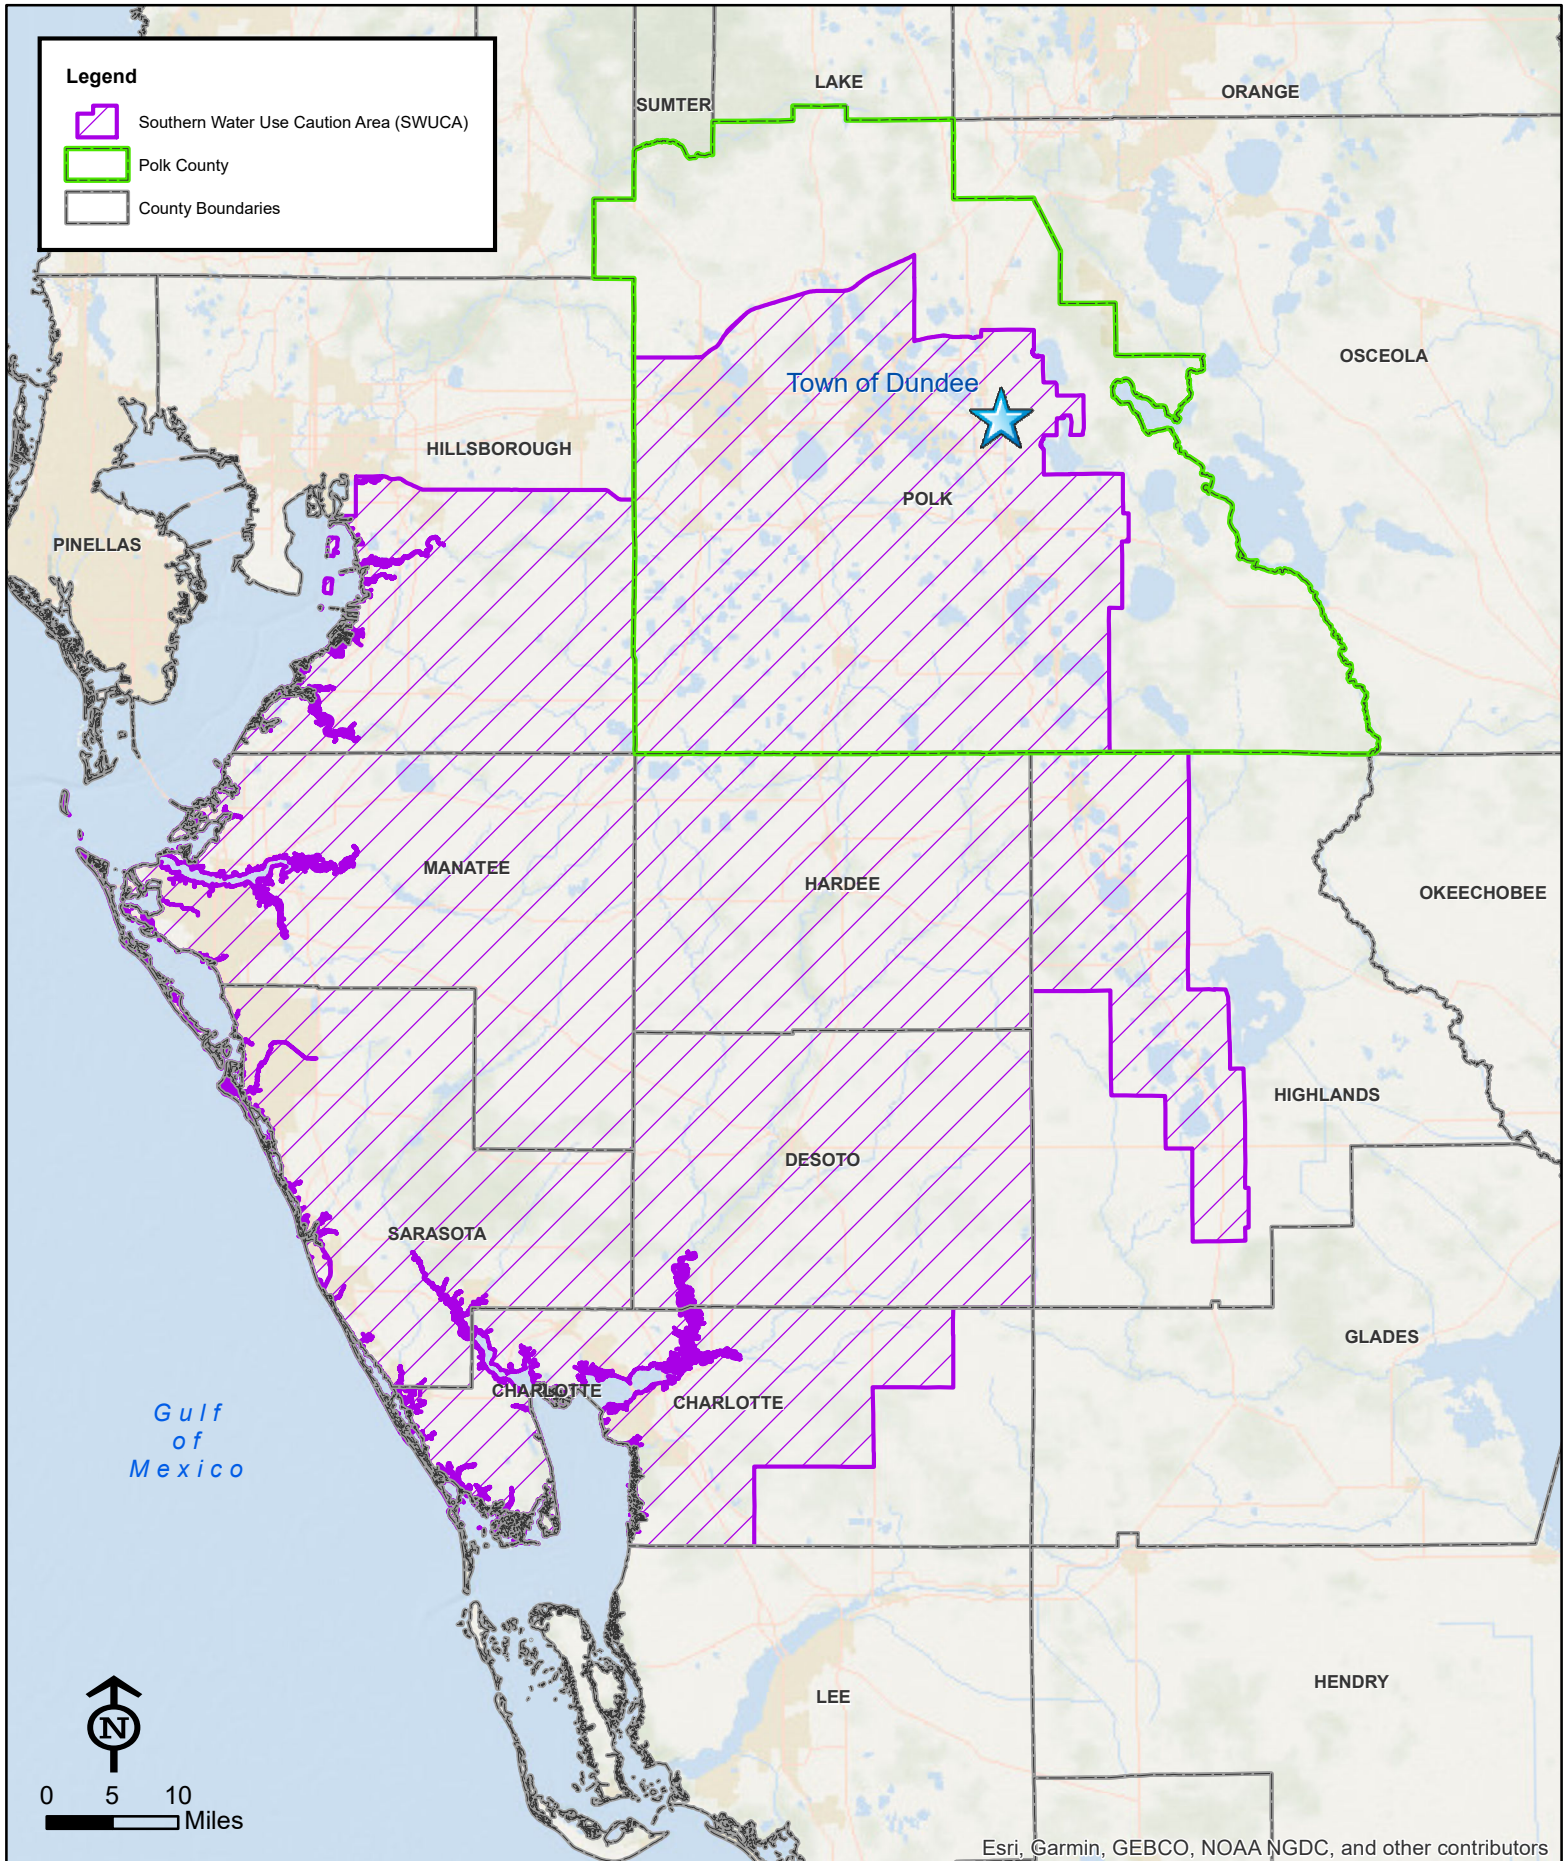 Legend
Southern Water Use Caution Area (SWUCA)
Polk County
County Boundaries
LAKE
SUMTER
ORANGE
OSCEOLA
Town of Dundee
HILLSBOROUGH
POLK
PINELLAS
MANATEE
HARDEE
OKEECHOBEE
HIGHLANDS
DESOTO
SARASOTA
GLADES
CHARLOTTE
CHARLOTTE
Gulf
of
Mexico
HENDRY
LEE
N
0 5 10
Miles
Esri, Garmin, GEBCO, NOAA NGDC, and other contributors